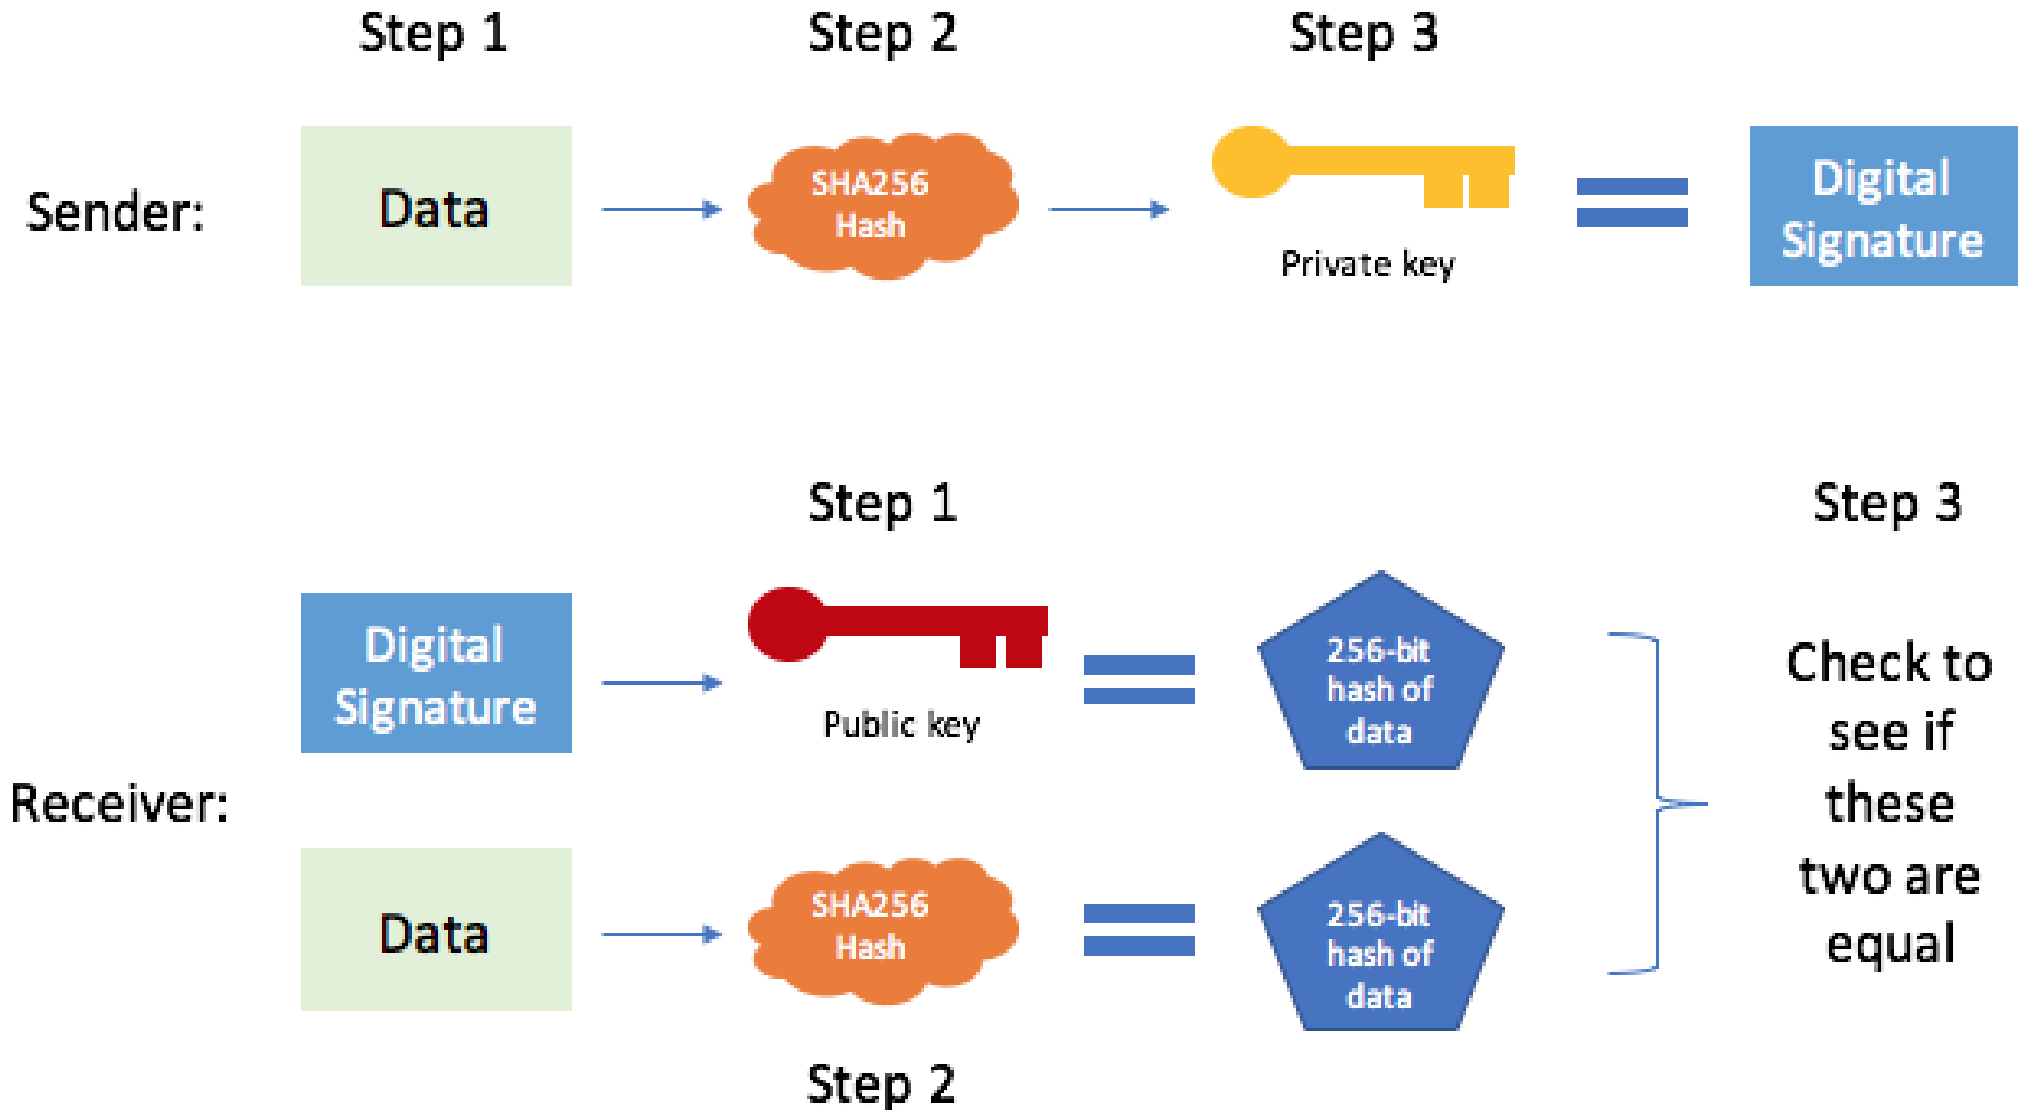 Step 1
Step 2
Step 3
Sender:
Data
SHA256
Hash
Private key
Digital
Signature
Step 1
Step 3
Receiver:
Digital
Signature
Public key
256-bit
hash of
data
Data
SHA256
Hash
256-bit
hash of
data
Check to
see if
these
two are
equal
Step 2